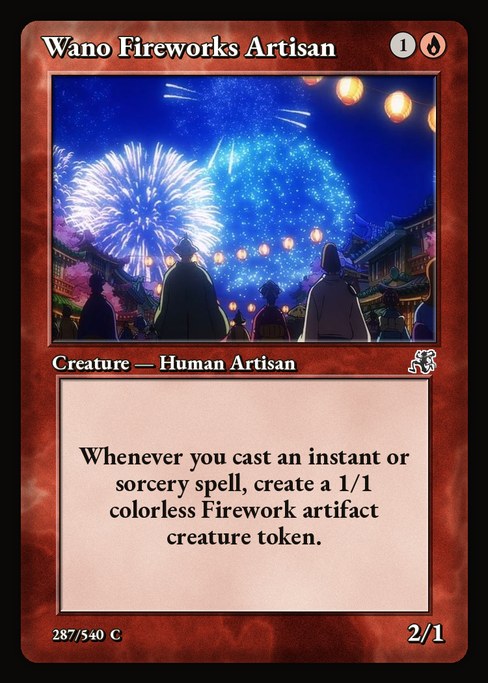 Wano Fireworks Artisan 1
Creature — Human Artisan
Whenever you cast an instant or
sorcery spell, create a 1/1
colorless Firework artifact
creature token.
287/540 C
2/1